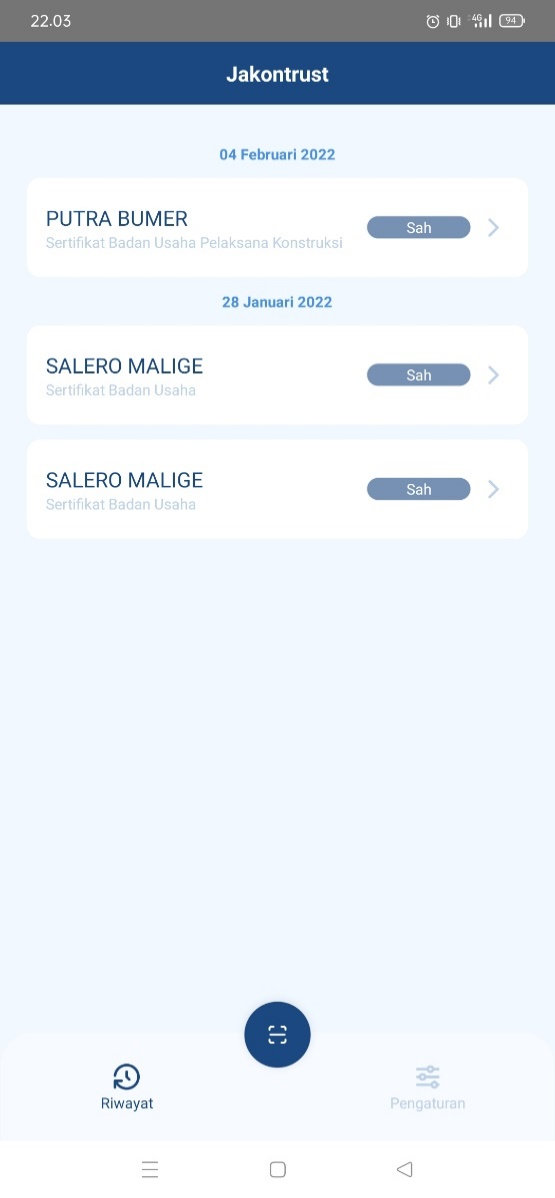 22.03
4G
94
Jakontrust
04 Februari 2022
PUTRA BUMER
Sertifikat Badan Usaha Pelaksana Konstruksi
Sah
28 Januari 2022
SALERO MALIGE
Sertifikat Badan Usaha
Sah
SALERO MALIGE
Sertifikat Badan Usaha
Sah
Riwayat
Pengaturan